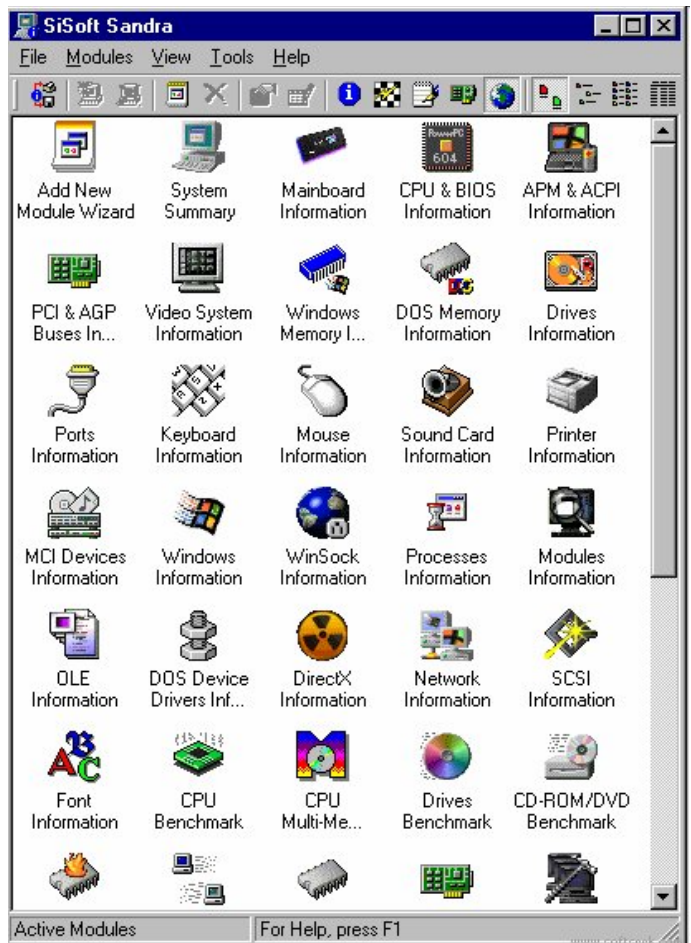 SiSoft Sandra
File Modules View Tools Help
PowerPC
604
Add New
Module Wizard
System
Summary
Mainboard
Information
CPU & BIOS
Information
APM & ACPI
Information
PCI & AGP
Buses In...
Video System
Information
Windows
Memory I...
DOS Memory
Information
Drives
Information
Ports
Information
Keyboard
Information
Mouse
Information
Sound Card
Information
Printer
Information
MCI Devices
Information
Windows
Information
WinSock
Information
Processes
Information
Modules
Information
OLE
Information
DOS Device
Drivers Inf...
DirectX
Information
Network
Information
SCSI
Information
ABC
Font
Information
CPU
Benchmark
CPU
Multi-Me...
Drives
Benchmark
CD-ROM/DVD
Benchmark
Active Modules
For Help, press F1